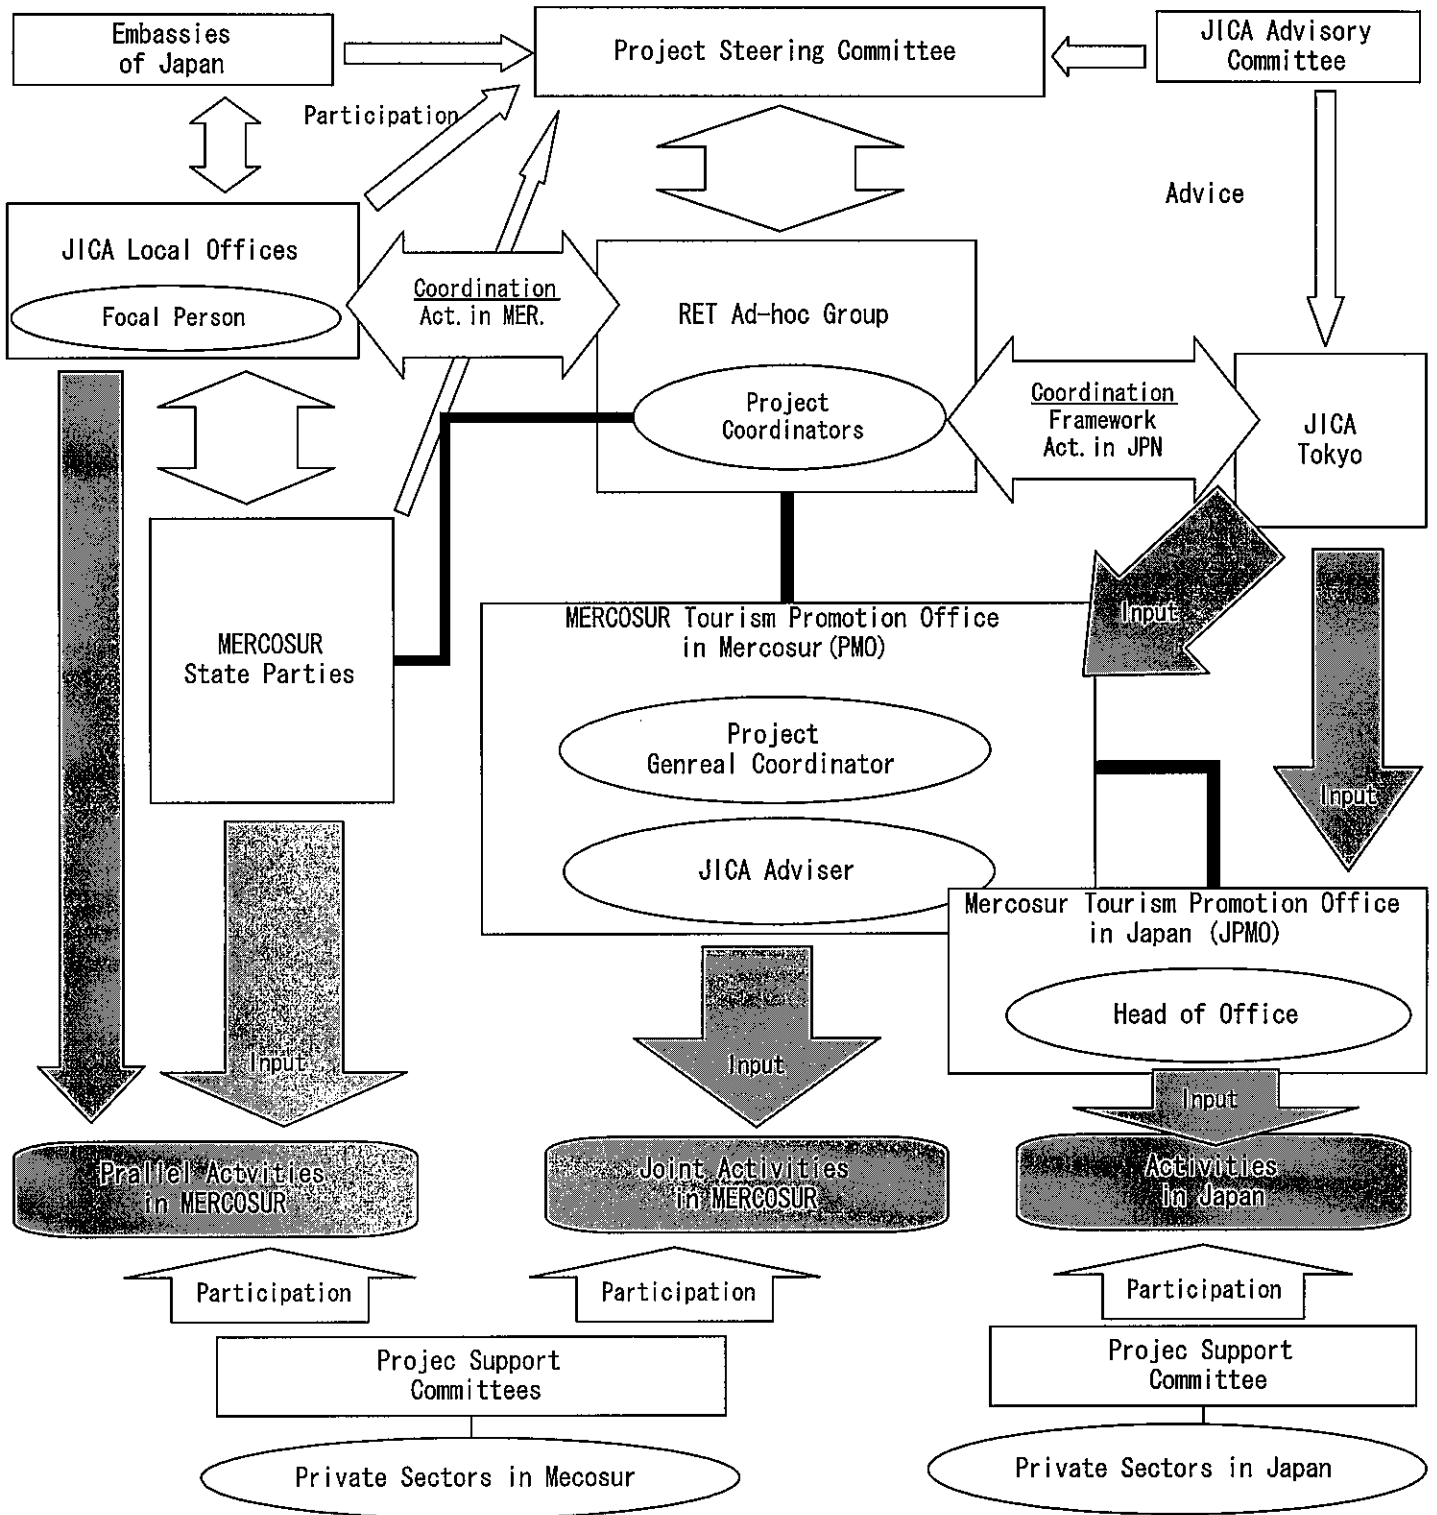 Embassies
of Japan
Project Steering Committee
JICA Advisory
Committee
Participation
Advice
JICA Local Offices
Focal Person
Coordination
Act. in MER.
RET Ad-hoc Group
Project
Coordinators
Coordination
Framework
Act. in JPN
JICA
Tokyo
MERCOSUR
State Parties
MERCOSUR Tourism Promotion Office
in Mercosur (PMO)
Input
Project
Genreal Coordinator
Input
JICA Adviser
Mercosur Tourism Promotion Office
in Japan (JPMO)
Head of Office
Input
Input
Input
Prallel Actvities
in MERCOSUR
Joint Activities
in MERCOSUR
Activities
in Japan
Participation
Participation
Participation
Projec Support
Committees
Projec Support
Committee
Private Sectors in Mecosur
Private Sectors in Japan